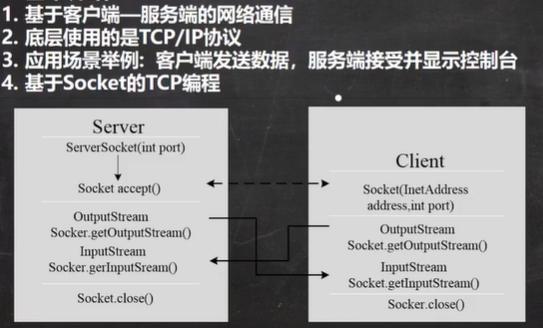 1. 基于客户端—服务端的网络通信
2. 底层使用的是TCP/IP协议
3. 应用场景举例：客户端发送数据，服务端接受并显示控制台
4. 基于Socket的TCP编程
Server
ServerSocket(int port)
Socket accept()
OutputStream
Socker.getOutputStream()
InputStream
Socker.gerInputSream()
Socket.close()
Client
Socket(InetAddress
address,int port)
OutputStream
Socket.getOutputStream()
InputStream
Socket.getInputStream()
Socker.close()